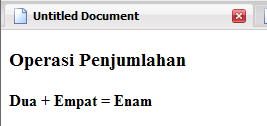 Untitled Document
Operasi Penjumlahan
Dua + Empat = Enam